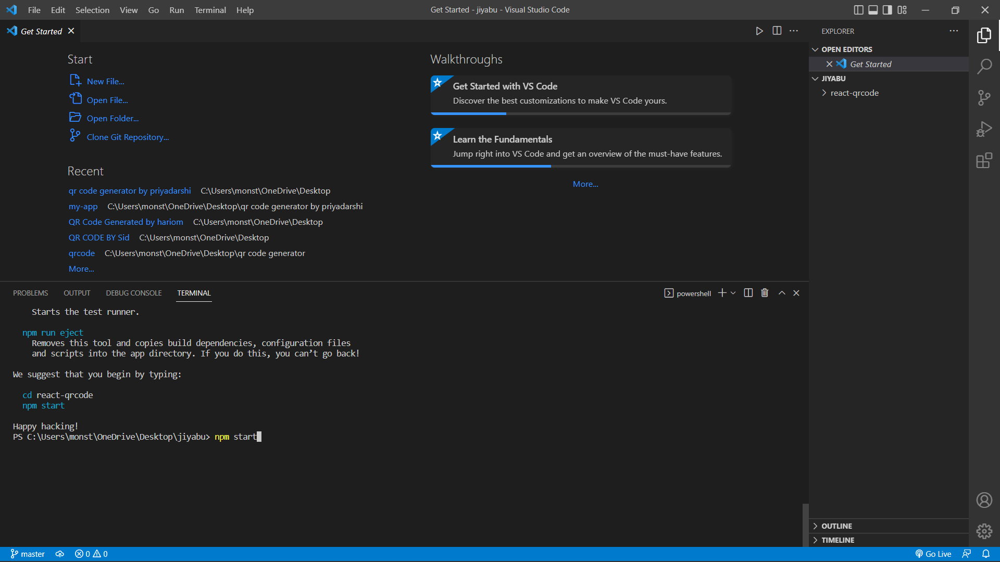 File Edit Selection View Go Run Terminal Help
Get Started - jiyabu - Visual Studio Code
Get Started
Start
New File...
Open File...
Open Folder...
Clone Git Repository...
Recent
qr code generator by priyadarshi C:\Users\monst\OneDrive\Desktop
my-app C:\Users\monst\OneDrive\Desktop\qr code generator by priyadarshi
QR Code Generated by hariom C:\Users\monst\OneDrive\Desktop
QR CODE BY Sid C:\Users\monst\OneDrive\Desktop
qrcode C:\Users\monst\OneDrive\Desktop\qr code generator
More...
Walkthroughs
Get Started with VS Code
Discover the best customizations to make VS Code yours.
Learn the Fundamentals
Jump right into VS Code and get an overview of the must-have features.
More...
EXPLORER
OPEN EDITORS
Get Started
JIYABU
react-qrcode
OUTLINE
TIMELINE
PROBLEMS OUTPUT DEBUG CONSOLE TERMINAL
powershell
Starts the test runner.
npm run eject
Removes this tool and copies build dependencies, configuration files
and scripts into the app directory. If you do this, you can’t go back!
We suggest that you begin by typing:
cd react-qrcode
npm start
Happy hacking!
PS C:\Users\monst\OneDrive\Desktop\jiyabu> npm start
master 0 0
Go Live